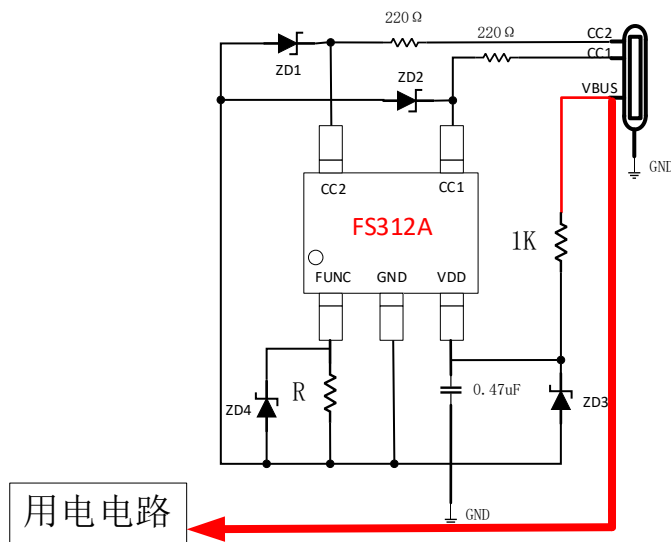 220Ω
220Ω
CC2
CC1
ZD1
ZD2
VBUS
GND
CC2
CC1
FS312A
1K
FUNC
GND
VDD
R
0.47uF
ZD4
ZD3
用电电路
GND